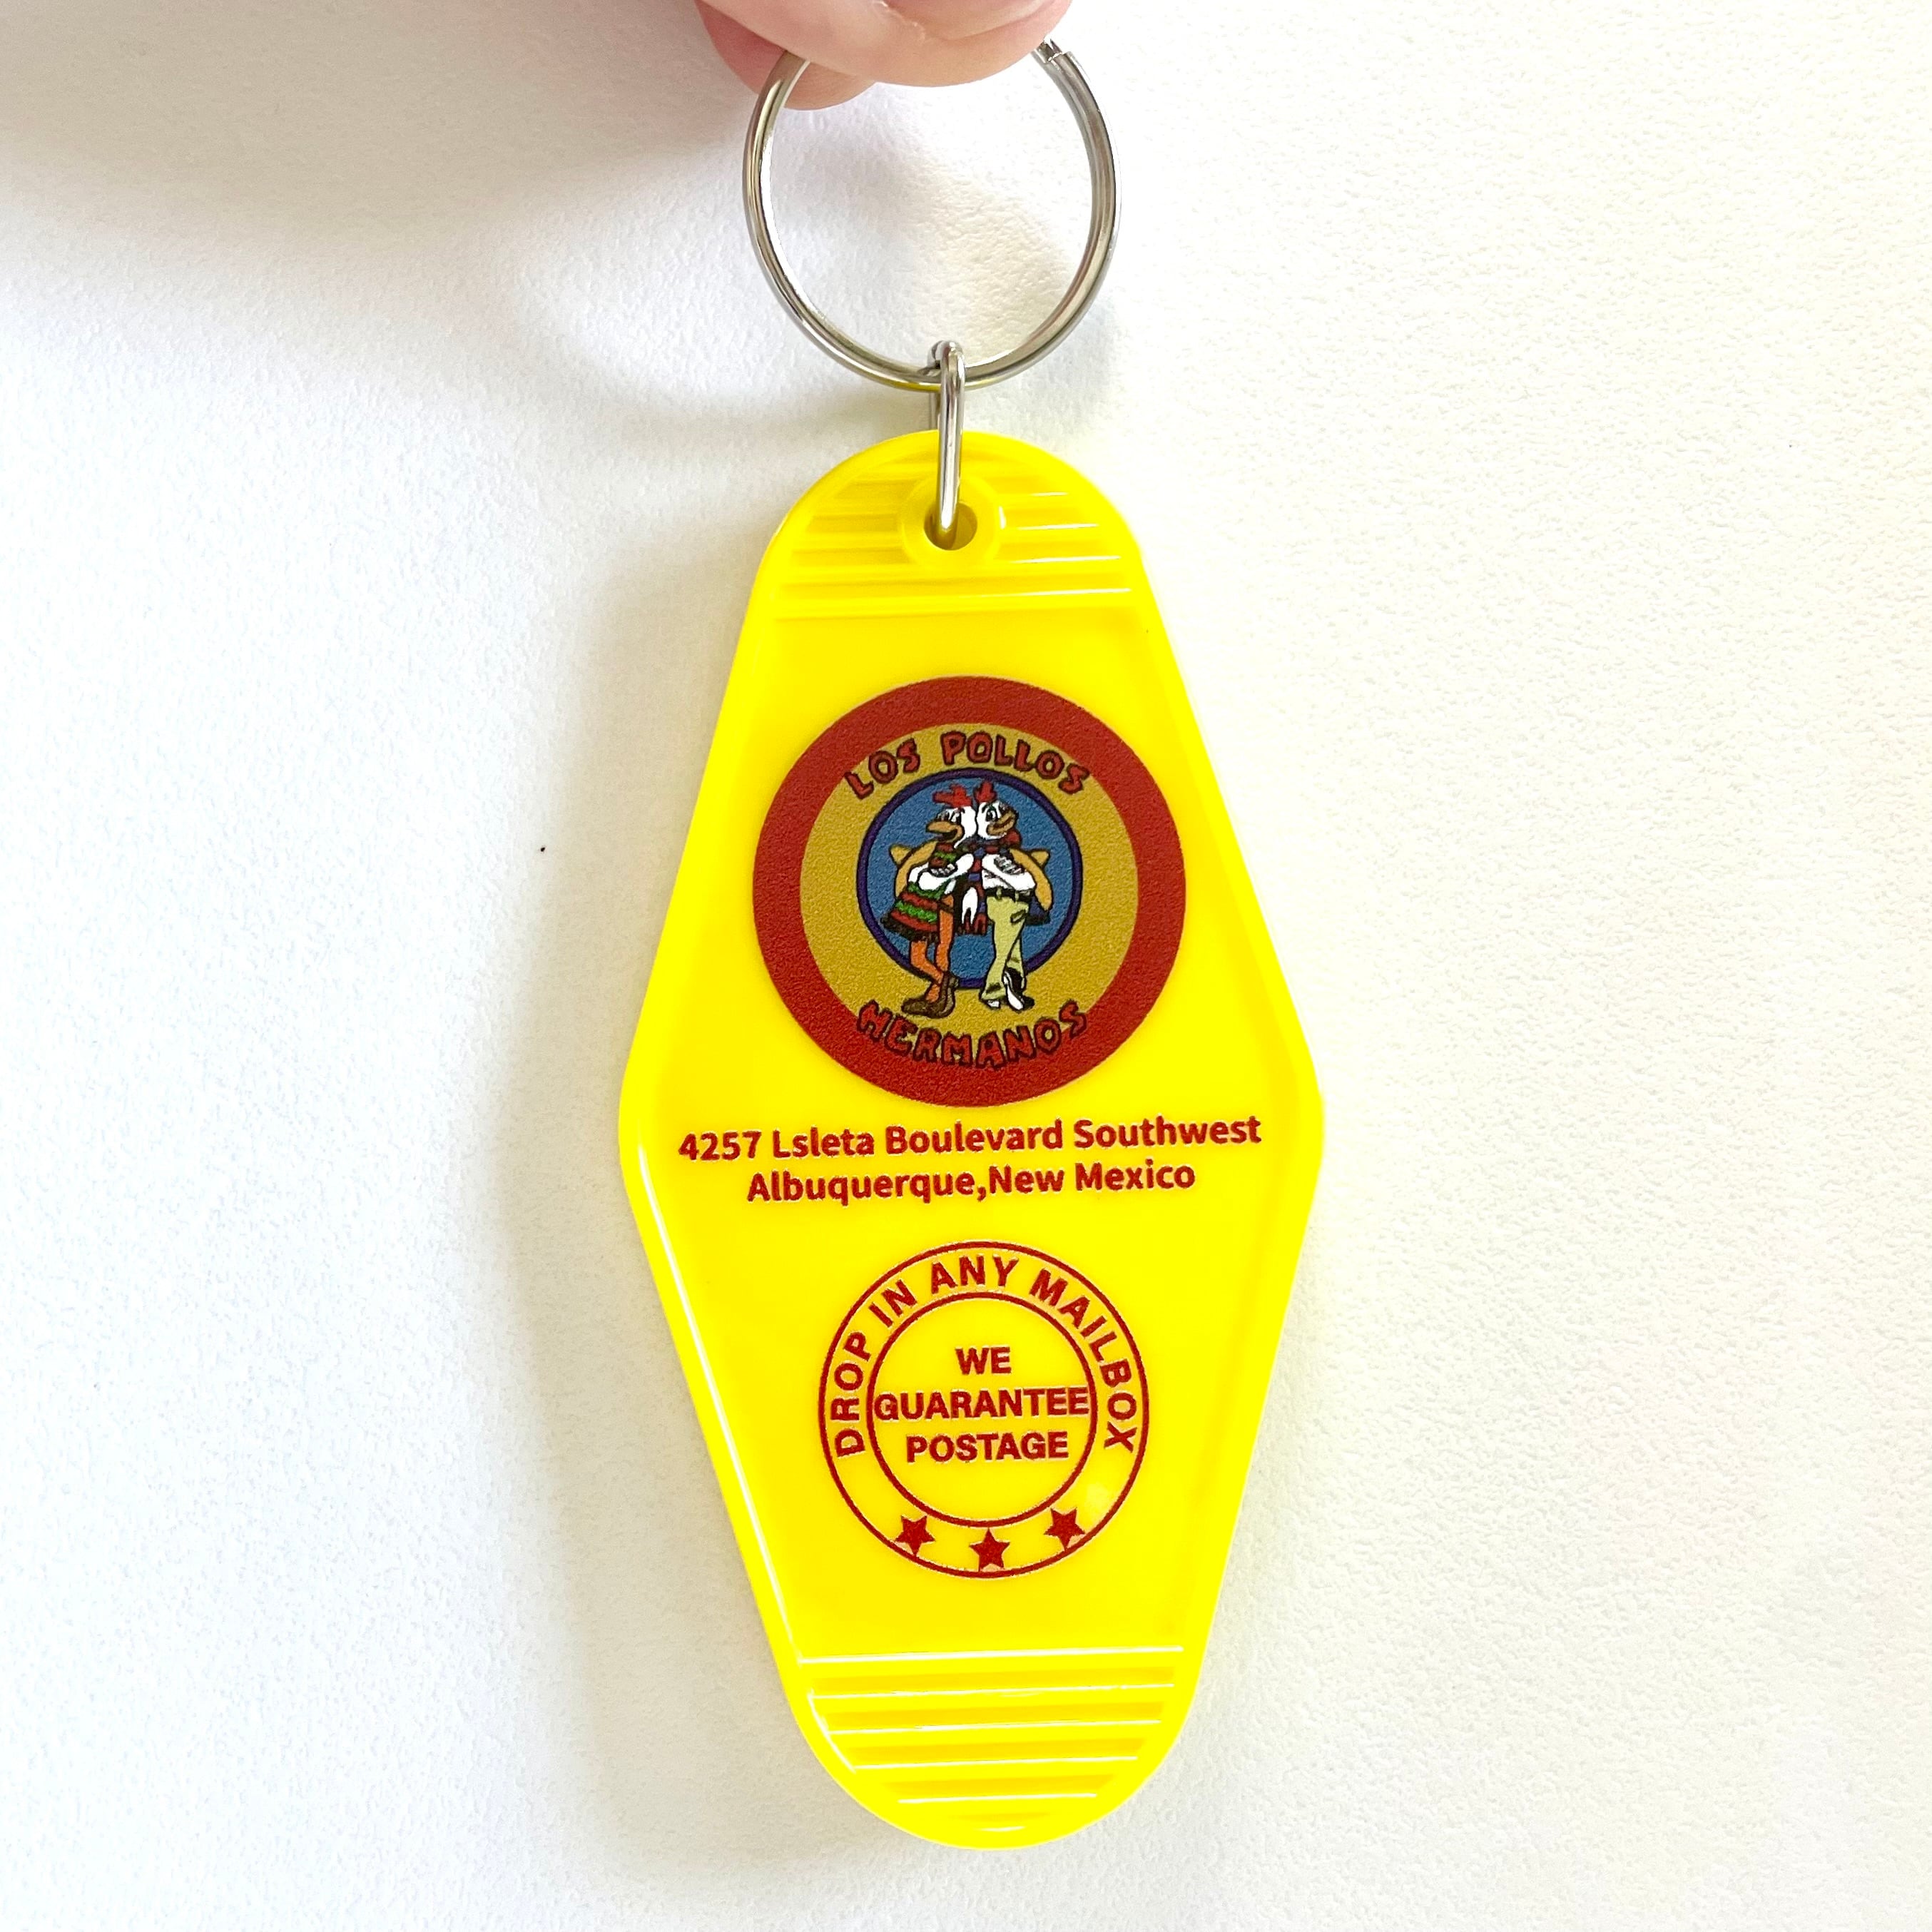 LOS POLLOS
HERMANOS
4257 Lsleta Boulevard Southwest
Albuquerque,New Mexico
DROP IN ANY MAILBOX
WE
GUARANTEE
POSTAGE